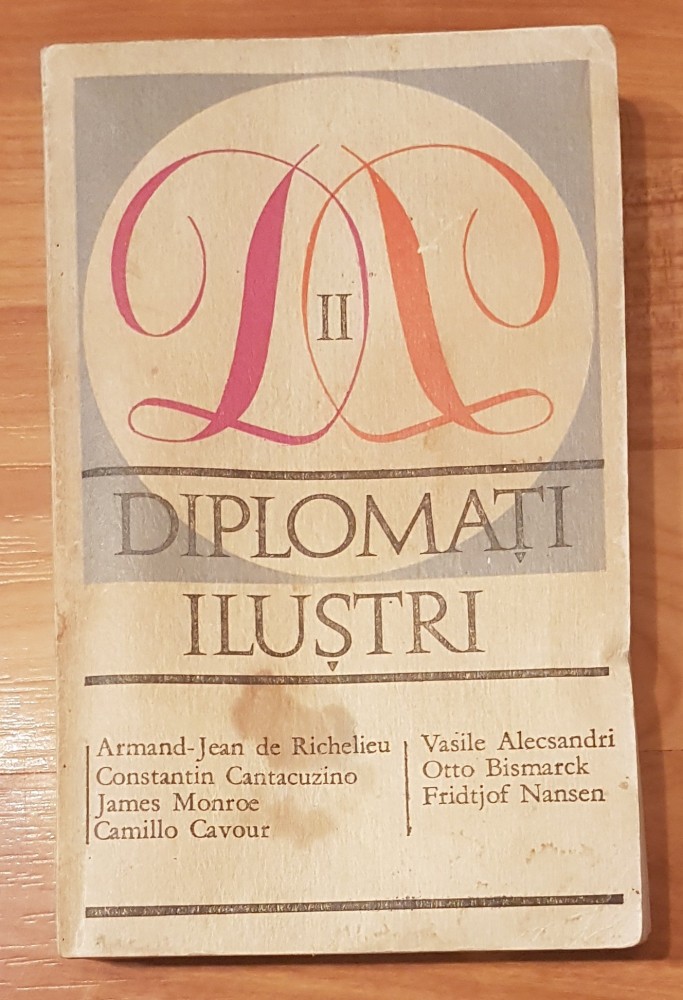 II
DIPLOMAȚI
ILUȘTRI
Armand-Jean de Richelieu
Constantin Cantacuzino
James Monroe
Camillo Cavour
Vasile Alecsandri
Otto Bismarck
Fridtjof Nansen